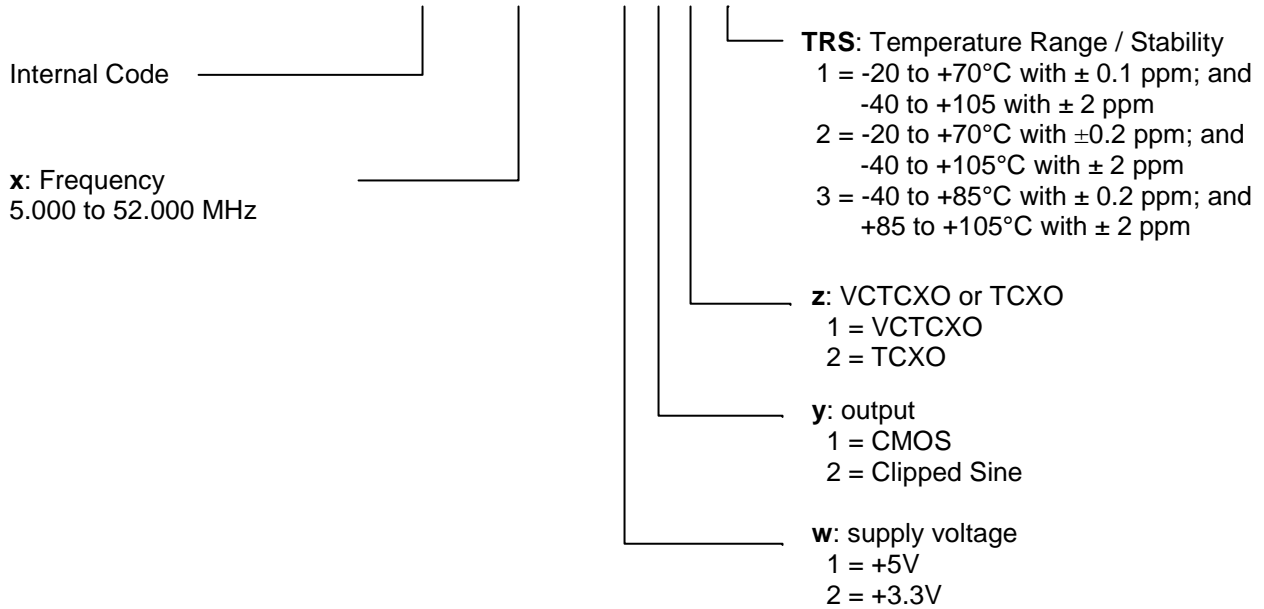 Internal Code
x: Frequency
5.000 to 52.000 MHz
TRS: Temperature Range / Stability
1 = -20 to +70°C with ± 0.1 ppm; and
-40 to +105 with ± 2 ppm
2 = -20 to +70°C with ±0.2 ppm; and
-40 to +105°C with ± 2 ppm
3 = -40 to +85°C with ± 0.2 ppm; and
+85 to +105°C with ± 2 ppm
z: VCTCXO or TCXO
1 = VCTCXO
2 = TCXO
y: output
1 = CMOS
2 = Clipped Sine
w: supply voltage
1 = +5V
2 = +3.3V